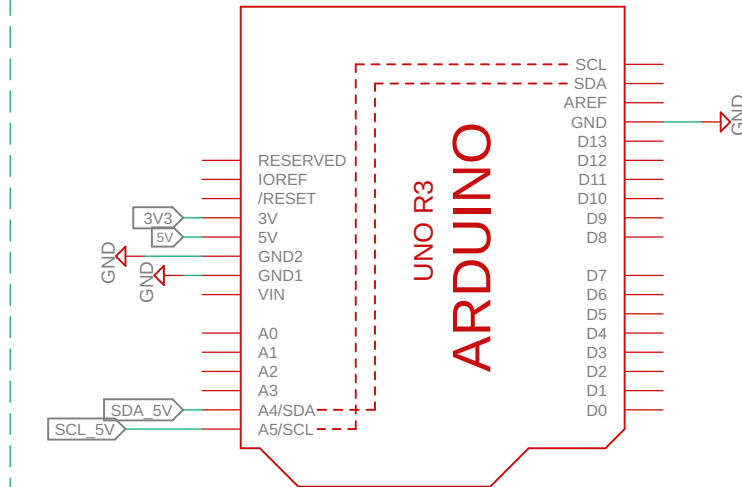 SCL
SDA
AREF
GND
GND
D13
RESERVED
D12
IOREF
D11
/RESET
D10
3V3
3V
D9
5V
5V
D8
GND
GND2
GND
GND1
D7
VIN
D6
D5
A0
D4
A1
D3
A2
D2
A3
D1
SDA_5V
A4/SDA
D0
SCL_5V
A5/SCL
UNO R3
ARDUINO